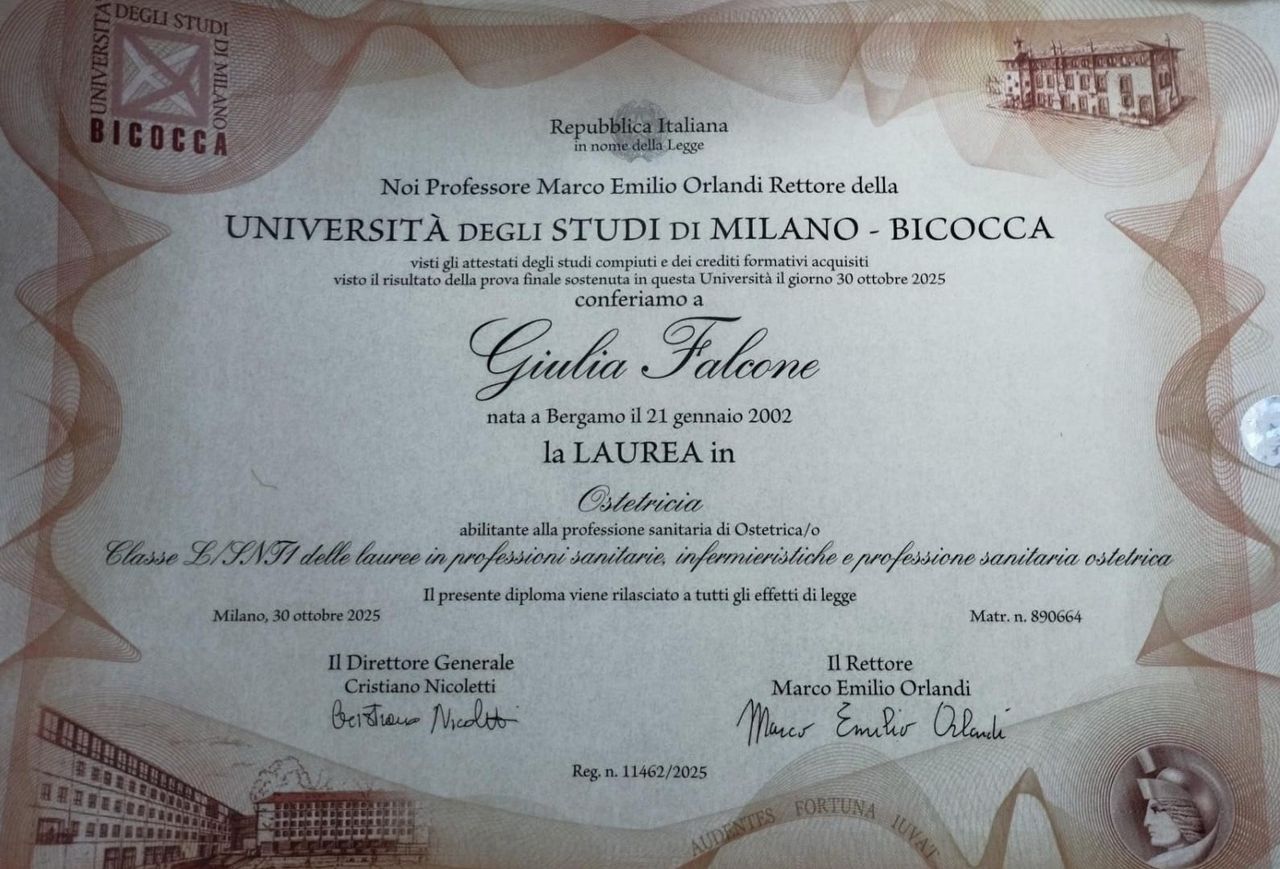 UNIVERSITÀ DEGLI STUDI DI MILANO
BICOCCA
Repubblica Italiana
in nome della Legge
Noi Professore Marco Emilio Orlandi Rettore della
UNIVERSITÀ DEGLI STUDI DI MILANO - BICOCCA
visti gli attestati degli studi compiuti e dei crediti formativi acquisiti
visto il risultato della prova finale sostenuta in questa Università il giorno 30 ottobre 2025
conferiamo a
Giulia Falcone
nata a Bergamo il 21 gennaio 2002
la LAUREA in
Ostetricia
abilitante alla professione sanitaria di Ostetrica/o
Classe L/SNT1 delle lauree in professioni sanitarie, infermieristiche e professione sanitaria ostetrica
Il presente diploma viene rilasciato a tutti gli effetti di legge
Milano, 30 ottobre 2025
Matr. n. 890664
Il Direttore Generale
Cristiano Nicoletti
Cristiano Nicoletti
Il Rettore
Marco Emilio Orlandi
Marco Emilio Orlandi
Reg. n. 11462/2025
AUDENTES FORTUNA IUVAT